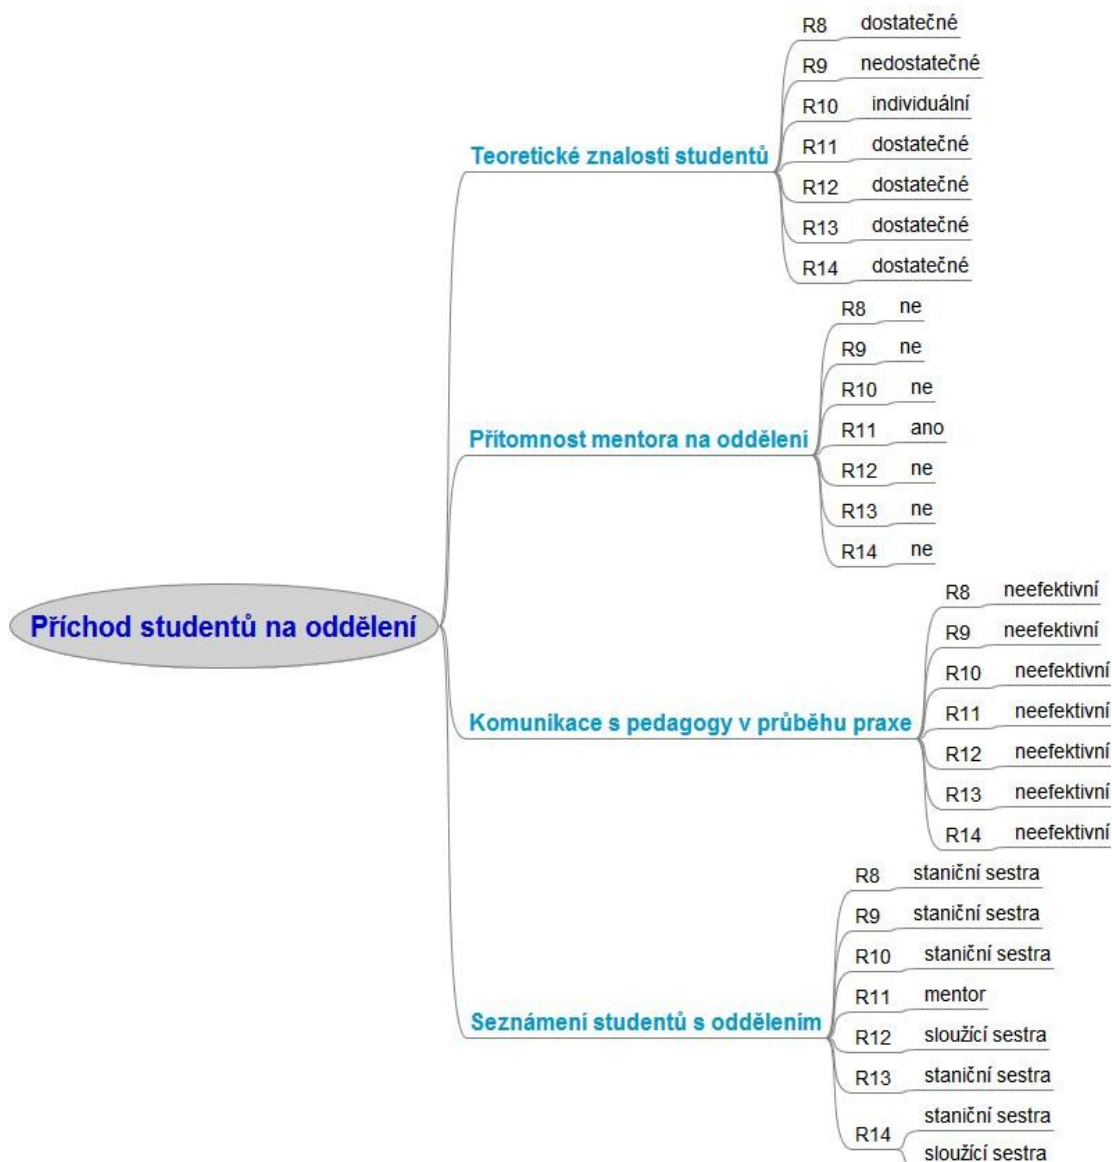 Příchod studentů na oddělení
Teoretické znalosti studentů
R8 dostatečné
R9 nedostatečné
R10 individuální
R11 dostatečné
R12 dostatečné
R13 dostatečné
R14 dostatečné
Přítomnost mentora na oddělení
R8 ne
R9 ne
R10 ne
R11 ano
R12 ne
R13 ne
R14 ne
Komunikace s pedagogy v průběhu praxe
R8 neefektivní
R9 neefektivní
R10 neefektivní
R11 neefektivní
R12 neefektivní
R13 neefektivní
R14 neefektivní
Seznámení studentů s oddělením
R8 staniční sestra
R9 staniční sestra
R10 staniční sestra
R11 mentor
R12 sloužící sestra
R13 staniční sestra
R14 staniční sestra
sloužící sestra